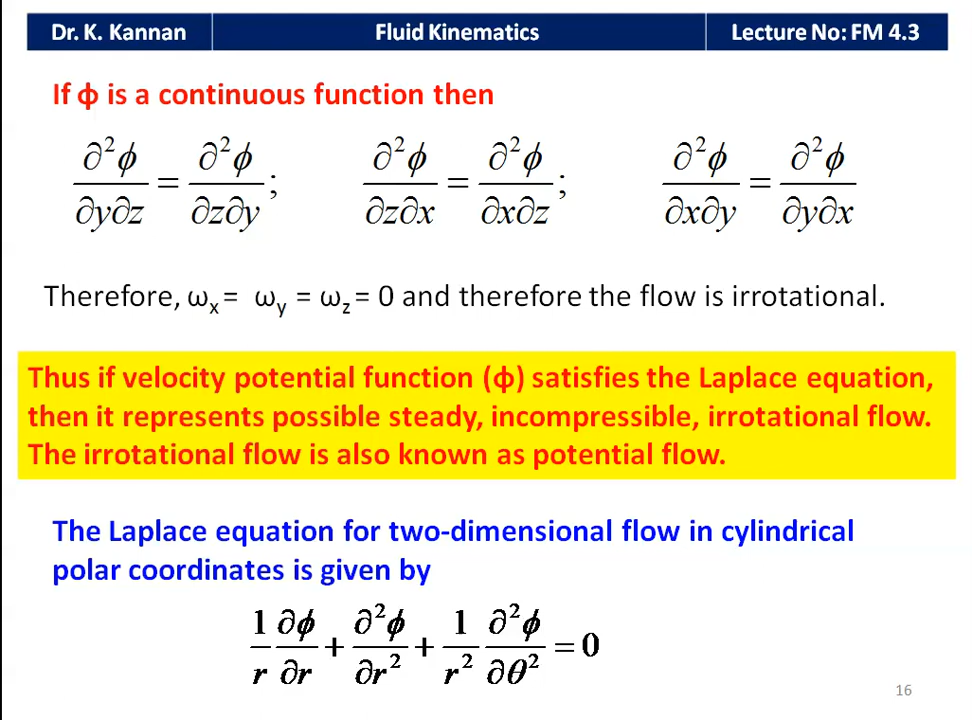 Dr. K. Kannan Fluid Kinematics Lecture No: FM 4.3
If ϕ is a continuous function then
∂²ϕ/∂y∂z = ∂²ϕ/∂z∂y; ∂²ϕ/∂z∂x = ∂²ϕ/∂x∂z; ∂²ϕ/∂x∂y = ∂²ϕ/∂y∂x
Therefore, ωx = ωy = ωz = 0 and therefore the flow is irrotational.
Thus if velocity potential function (ϕ) satisfies the Laplace equation,
then it represents possible steady, incompressible, irrotational flow.
The irrotational flow is also known as potential flow.
The Laplace equation for two-dimensional flow in cylindrical
polar coordinates is given by
1/r ∂ϕ/∂r + ∂²ϕ/∂r² + 1/r² ∂²ϕ/∂θ² = 0
16